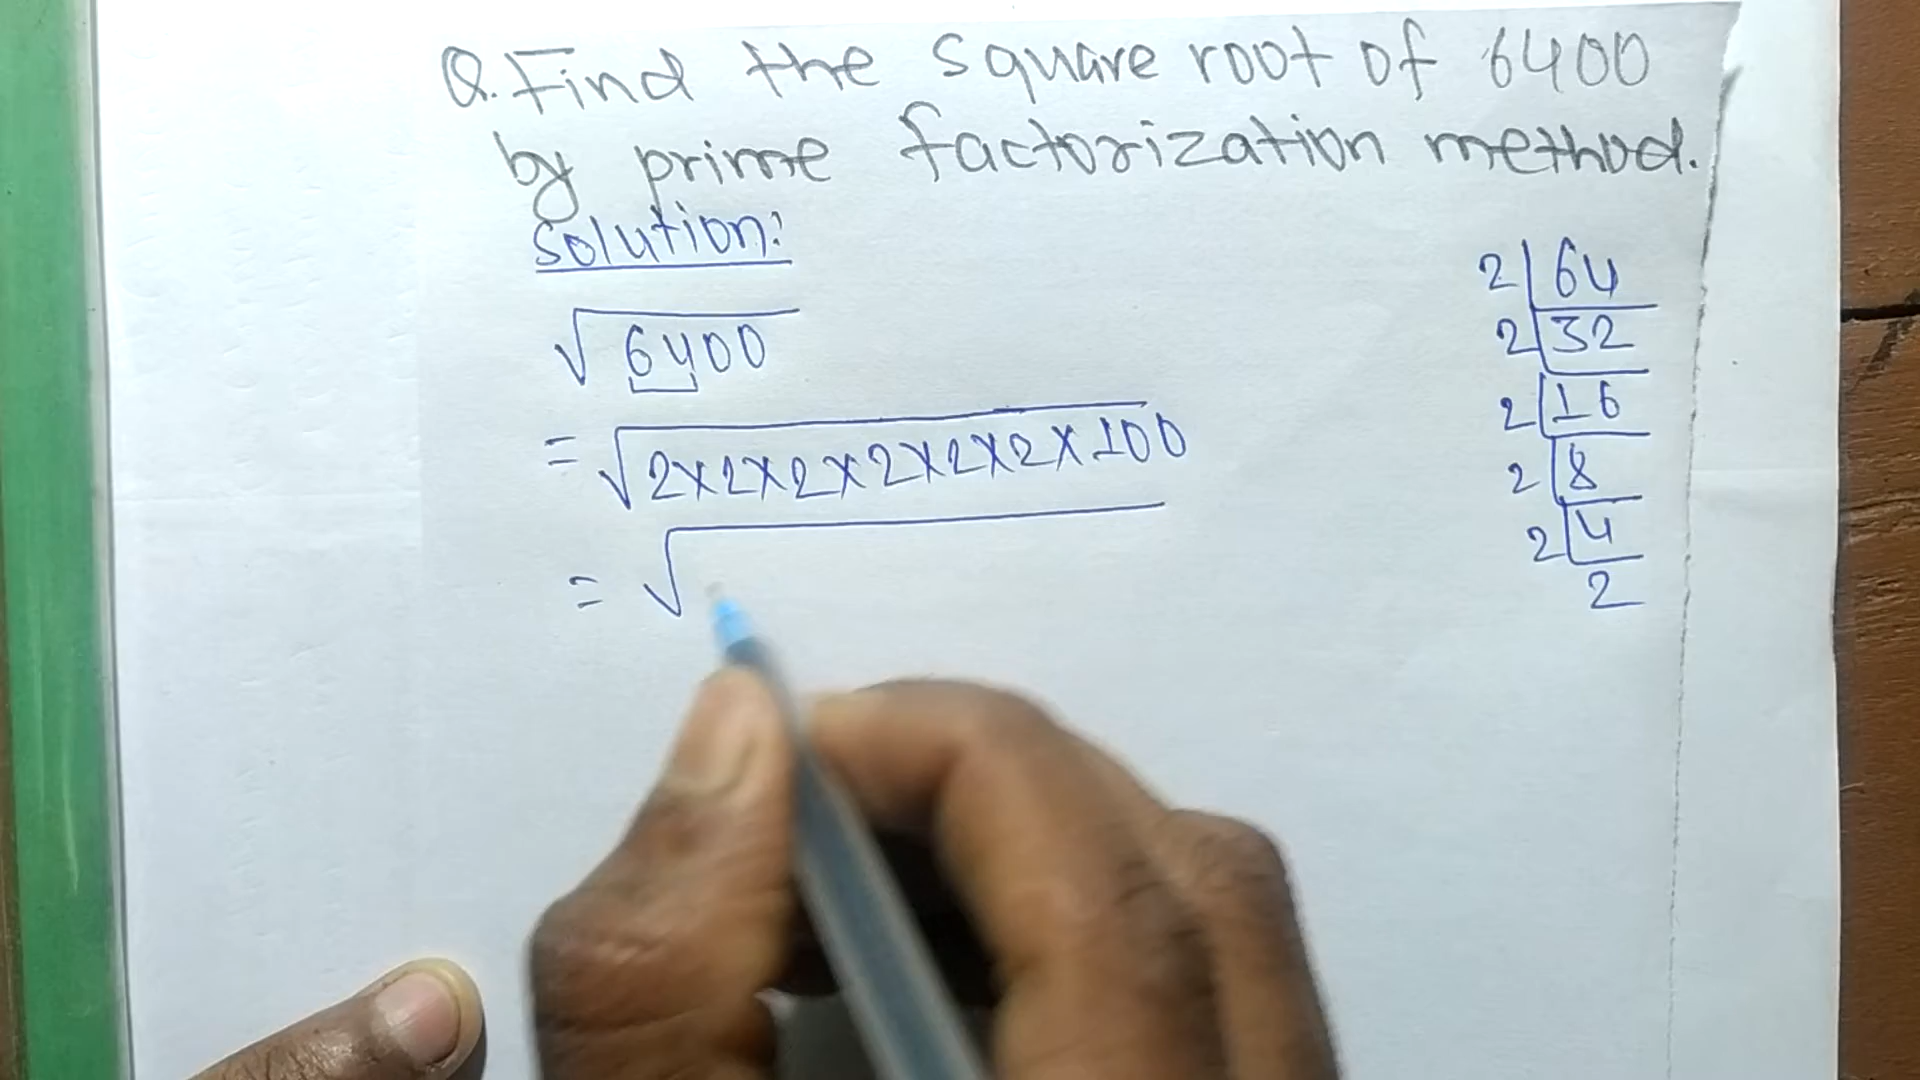 Q. Find the square root of 6400
by prime factorization method.
Solution:
√6400
= √2×2×2×2×2×2×100
= √
2 | 64
2 | 32
2 | 16
2 | 8
2 | 4
2